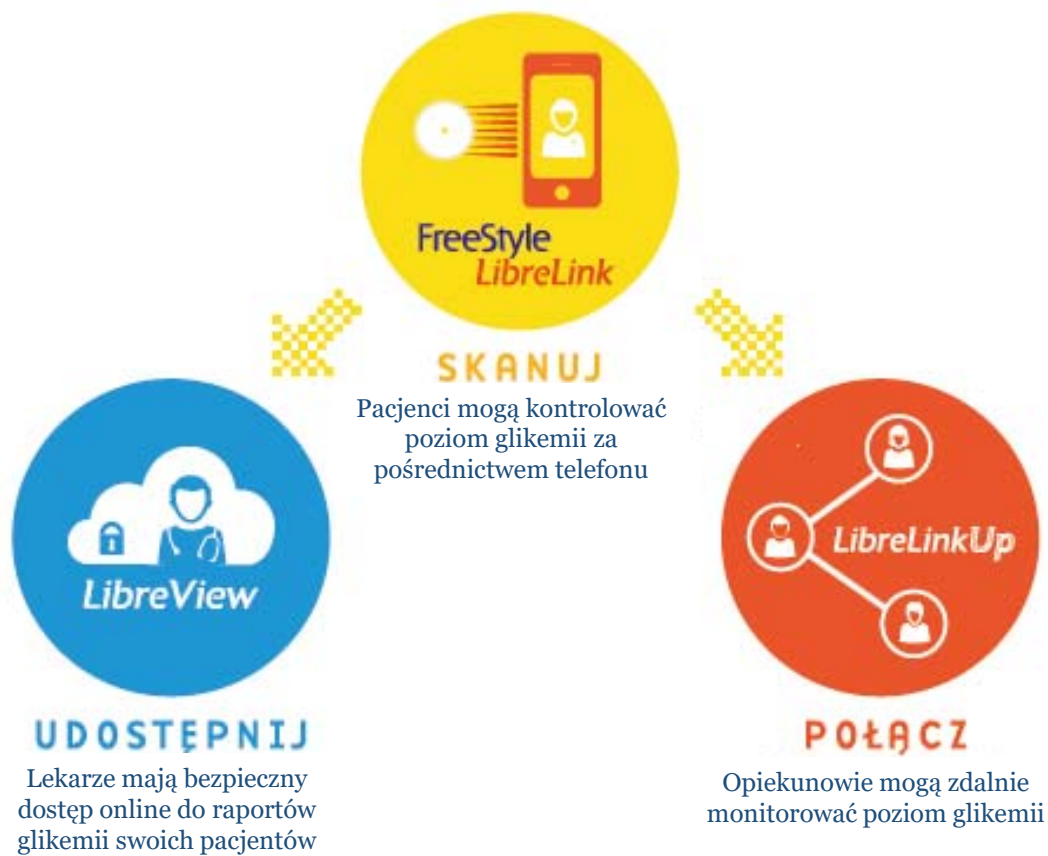 FreeStyle
LibreLink
SKANUJ
Pacjenci mogą kontrolować
poziom glikemii za
pośrednictwem telefonu
LibreView
UDOSTĘPNIJ
Lekarze mają bezpieczny
dostęp online do raportów
glikemii swoich pacjentów
LibreLinkUp
POŁĄCZ
Opiekunowie mogą zdalnie
monitorować poziom glikemii